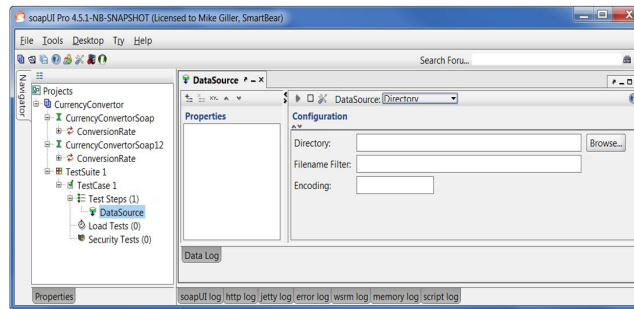 soapUI Pro 4.5.1-NB-SNAPSHOT (Licensed to Mike Giller, SmartBear)
File Tools Desktop Try Help
Search Foru...
Navigator
Projects
CurrencyConvertor
CurrencyConvertorSoap
ConversionRate
CurrencyConvertorSoap12
ConversionRate
TestSuite 1
TestCase 1
Test Steps (1)
DataSource
Load Tests (0)
Security Tests (0)
Properties
DataSource
DataSource: Directory
Properties
Configuration
Directory:
Browse...
Filename Filter:
Encoding:
Data Log
soapUI log http log jetty log error log wsrm log memory log script log